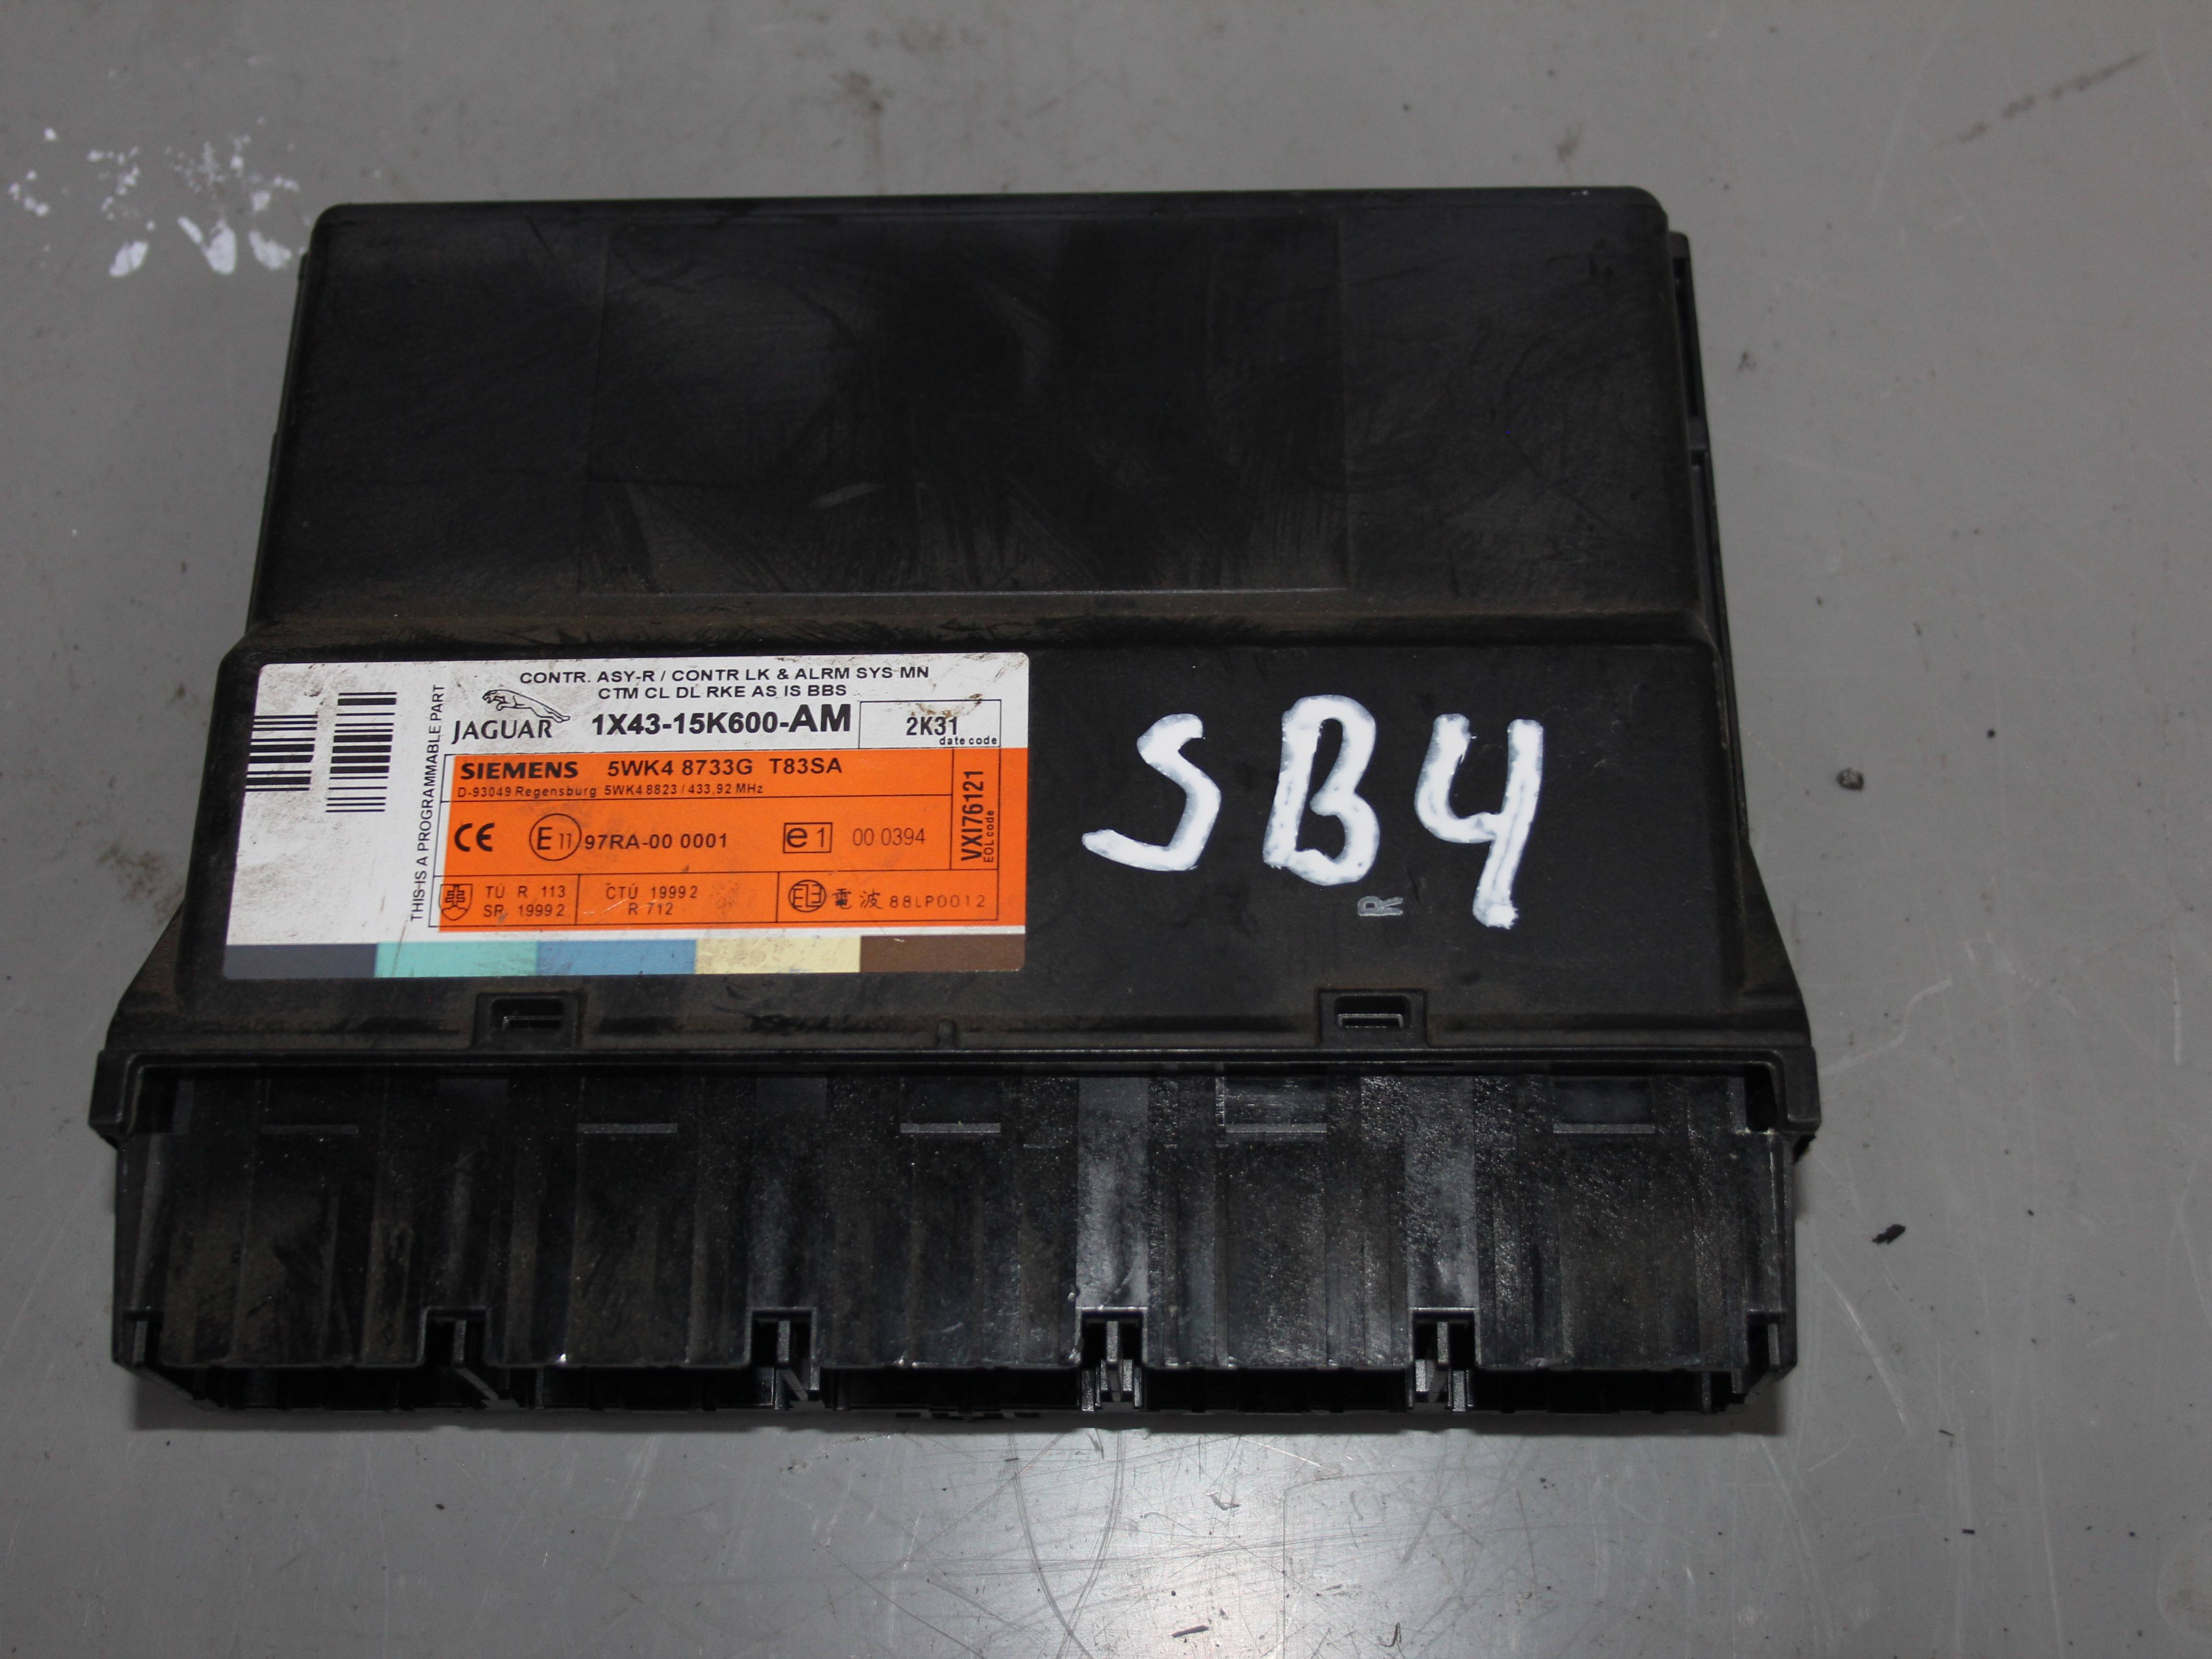 CONTR. ASY-R / CONTR LK & ALRM SYS MN
CTM CL DL RKE AS IS BBS
JAGUAR 1X43-15K600-AM
2K31
date code
SIEMENS 5WK4 8733G T83SA
D-93049 Regensburg 5WK4 8823 / 433,92 MHz
CE E 11 97RA-00 0001 e1 00 0394
TU R 113
SR 1999 2
CTU 1999 2
R 712
電波 88LP0012
VXI76121
EOL code
THIS IS A PROGRAMMABLE PART
SB4
R